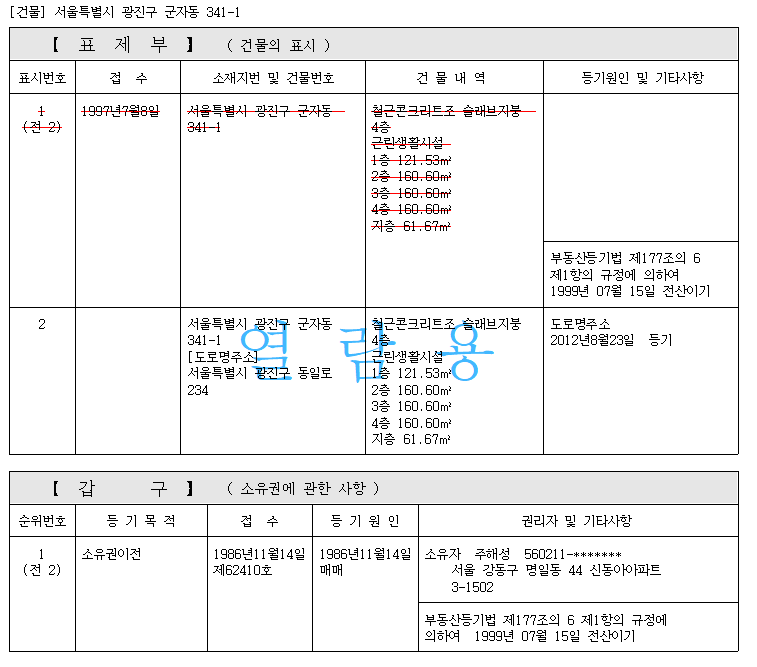 [건물] 서울특별시 광진구 군자동 341-1
【 표 제 부 】 ( 건물의 표시 )
표시번호 접 수 소재지번 및 건물번호 건 물 내 역 등기원인 및 기타사항
1 1997년7월8일 서울특별시 광진구 군자동 철근콘크리트조 슬래브지붕
(전 2) 341-1 4층
근린생활시설
1층 121.53㎡
2층 160.60㎡
3층 160.60㎡
4층 160.60㎡
지층 61.67㎡
부동산등기법 제177조의 6
제1항의 규정에 의하여
1999년 07월 15일 전산이기
2 서울특별시 광진구 군자동 철근콘크리트조 슬래브지붕 도로명주소
341-1 4층 2012년8월23일 등기
[도로명주소] 근린생활시설
서울특별시 광진구 동일로 1층 121.53㎡
234 2층 160.60㎡
3층 160.60㎡
4층 160.60㎡
지층 61.67㎡
열 람 용
【 갑 구 】 ( 소유권에 관한 사항 )
순위번호 등 기 목 적 접 수 등 기 원 인 권리자 및 기타사항
1 소유권이전 1986년11월14일 1986년11월14일 소유자 주해성 560211-*******
(전 2) 제62410호 매매 서울 강동구 명일동 44 신동아아파트
3-1502
부동산등기법 제177조의 6 제1항의 규정에
의하여 1999년 07월 15일 전산이기